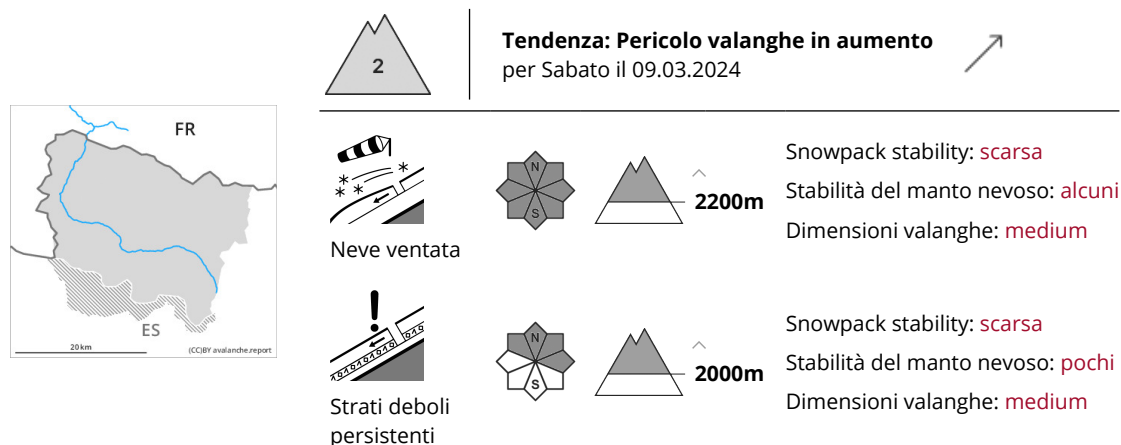 2
Tendenza: Pericolo valanghe in aumento
per Sabato il 09.03.2024
FR
ES
20 km
(CC)BY avalanche.report
Neve ventata
N
S
2200m
Snowpack stability: scarsa
Stabilità del manto nevoso: alcuni
Dimensioni valanghe: medium
Strati deboli
persistenti
N
S
2000m
Snowpack stability: scarsa
Stabilità del manto nevoso: pochi
Dimensioni valanghe: medium